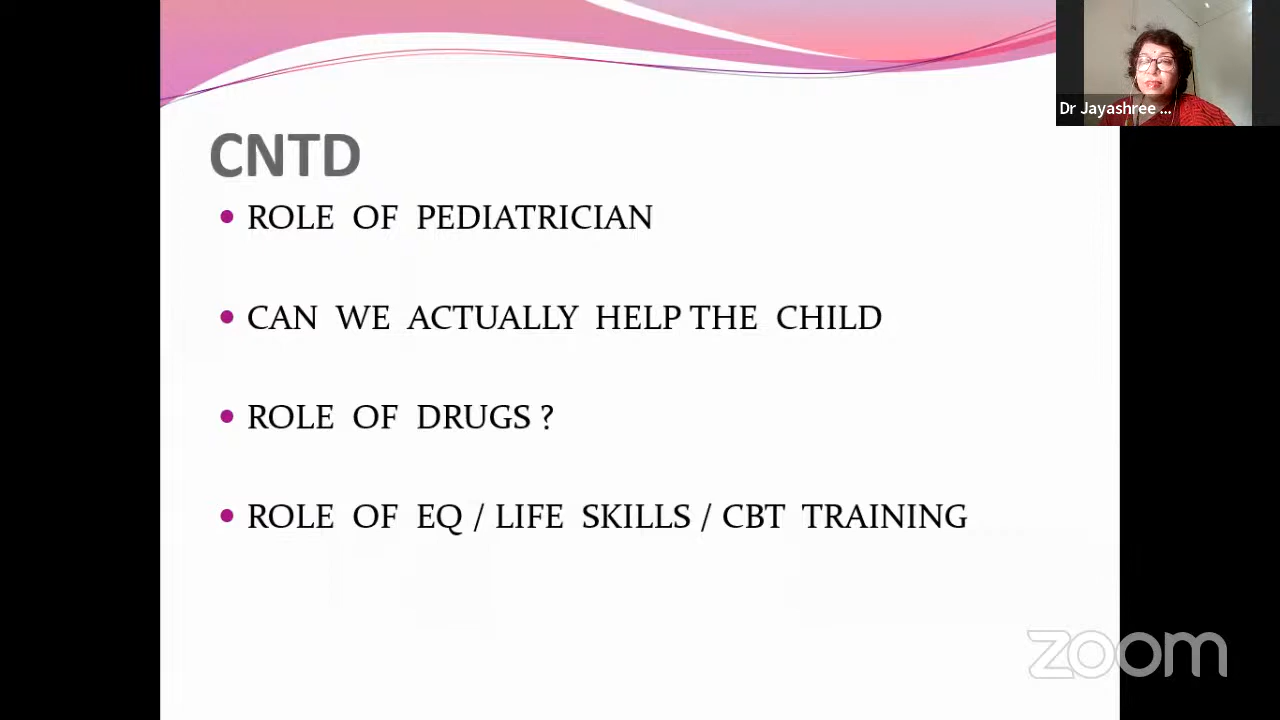 Dr Jayashree ...
CNTD
ROLE OF PEDIATRICIAN
CAN WE ACTUALLY HELP THE CHILD
ROLE OF DRUGS ?
ROLE OF EQ / LIFE SKILLS / CBT TRAINING
zoom